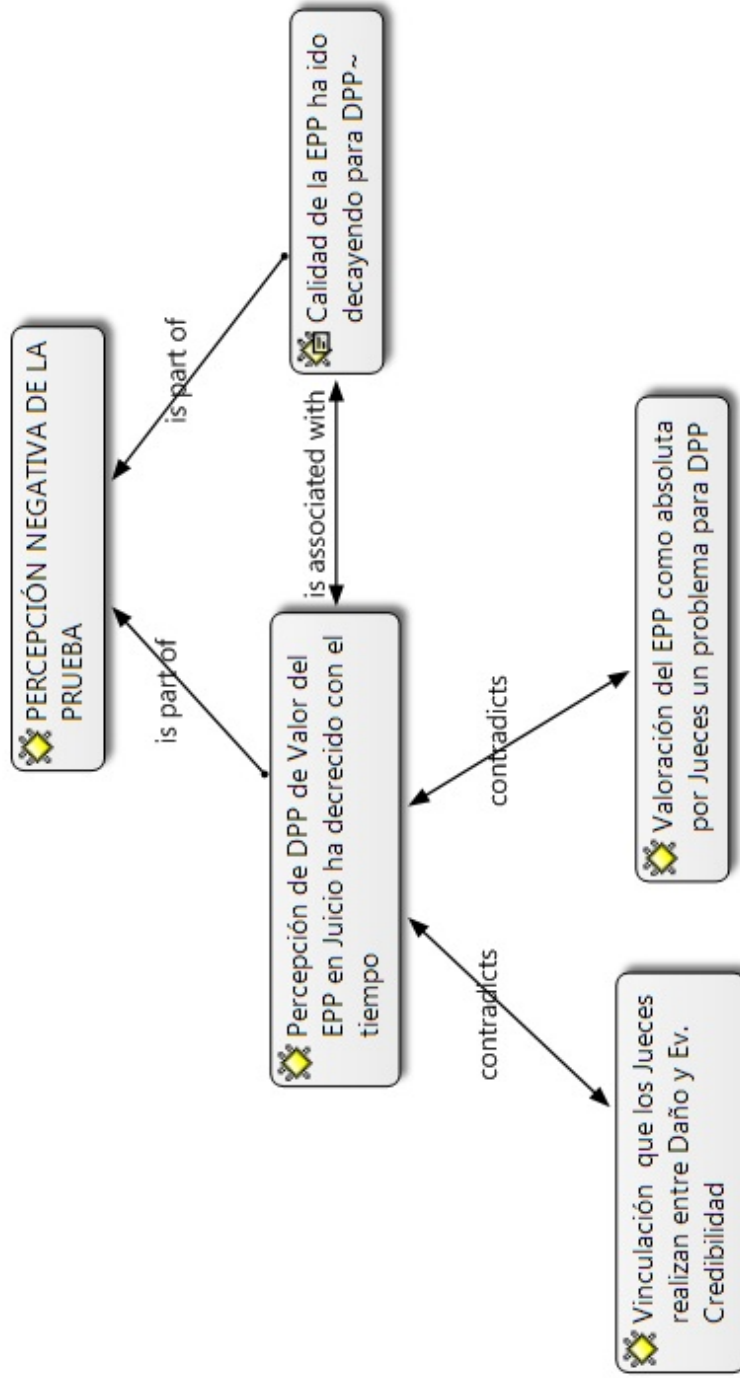 PERCEPCIÓN NEGATIVA DE LA
PRUEBA
is part of
is part of
Percepción de DPP de Valor del
EPP en Juicio ha decrecido con el
tiempo
is associated with
Calidad de la EPP ha ido
decayendo para DPP~
contradicts
contradicts
Vinculación que los Jueces
realizan entre Daño y Ev.
Credibilidad
Valoración del EPP como absoluta
por Jueces un problema para DPP